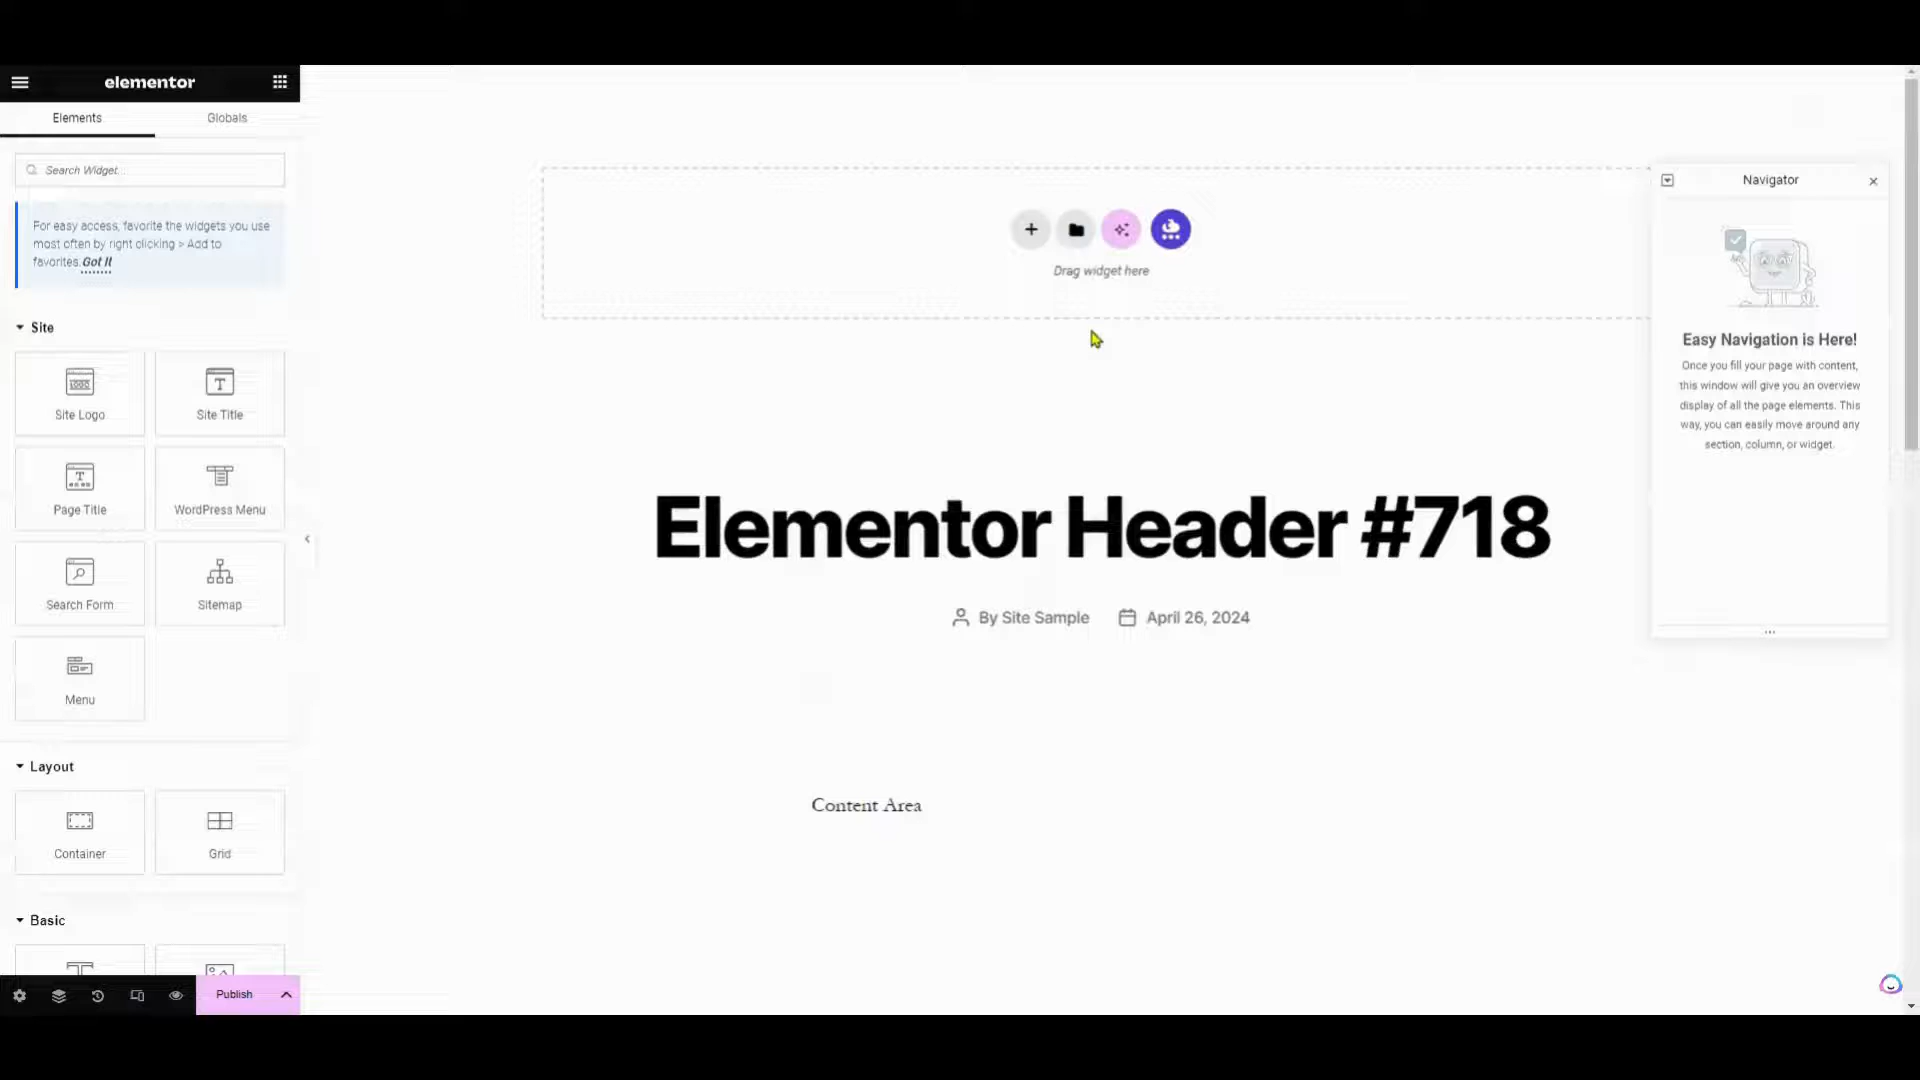 elementor
Elements
Globals
Search Widget...
For easy access, favorite the widgets you use
most often by right clicking > Add to
favorites. Got It
Site
Site Logo
Site Title
Page Title
WordPress Menu
Search Form
Sitemap
Menu
Layout
Container
Grid
Basic
Publish
Drag widget here
Elementor Header #718
By Site Sample
April 26, 2024
Content Area
Navigator
Easy Navigation is Here!
Once you fill your page with content,
this window will give you an overview
display of all the page elements. This
way, you can easily move around any
section, column, or widget.